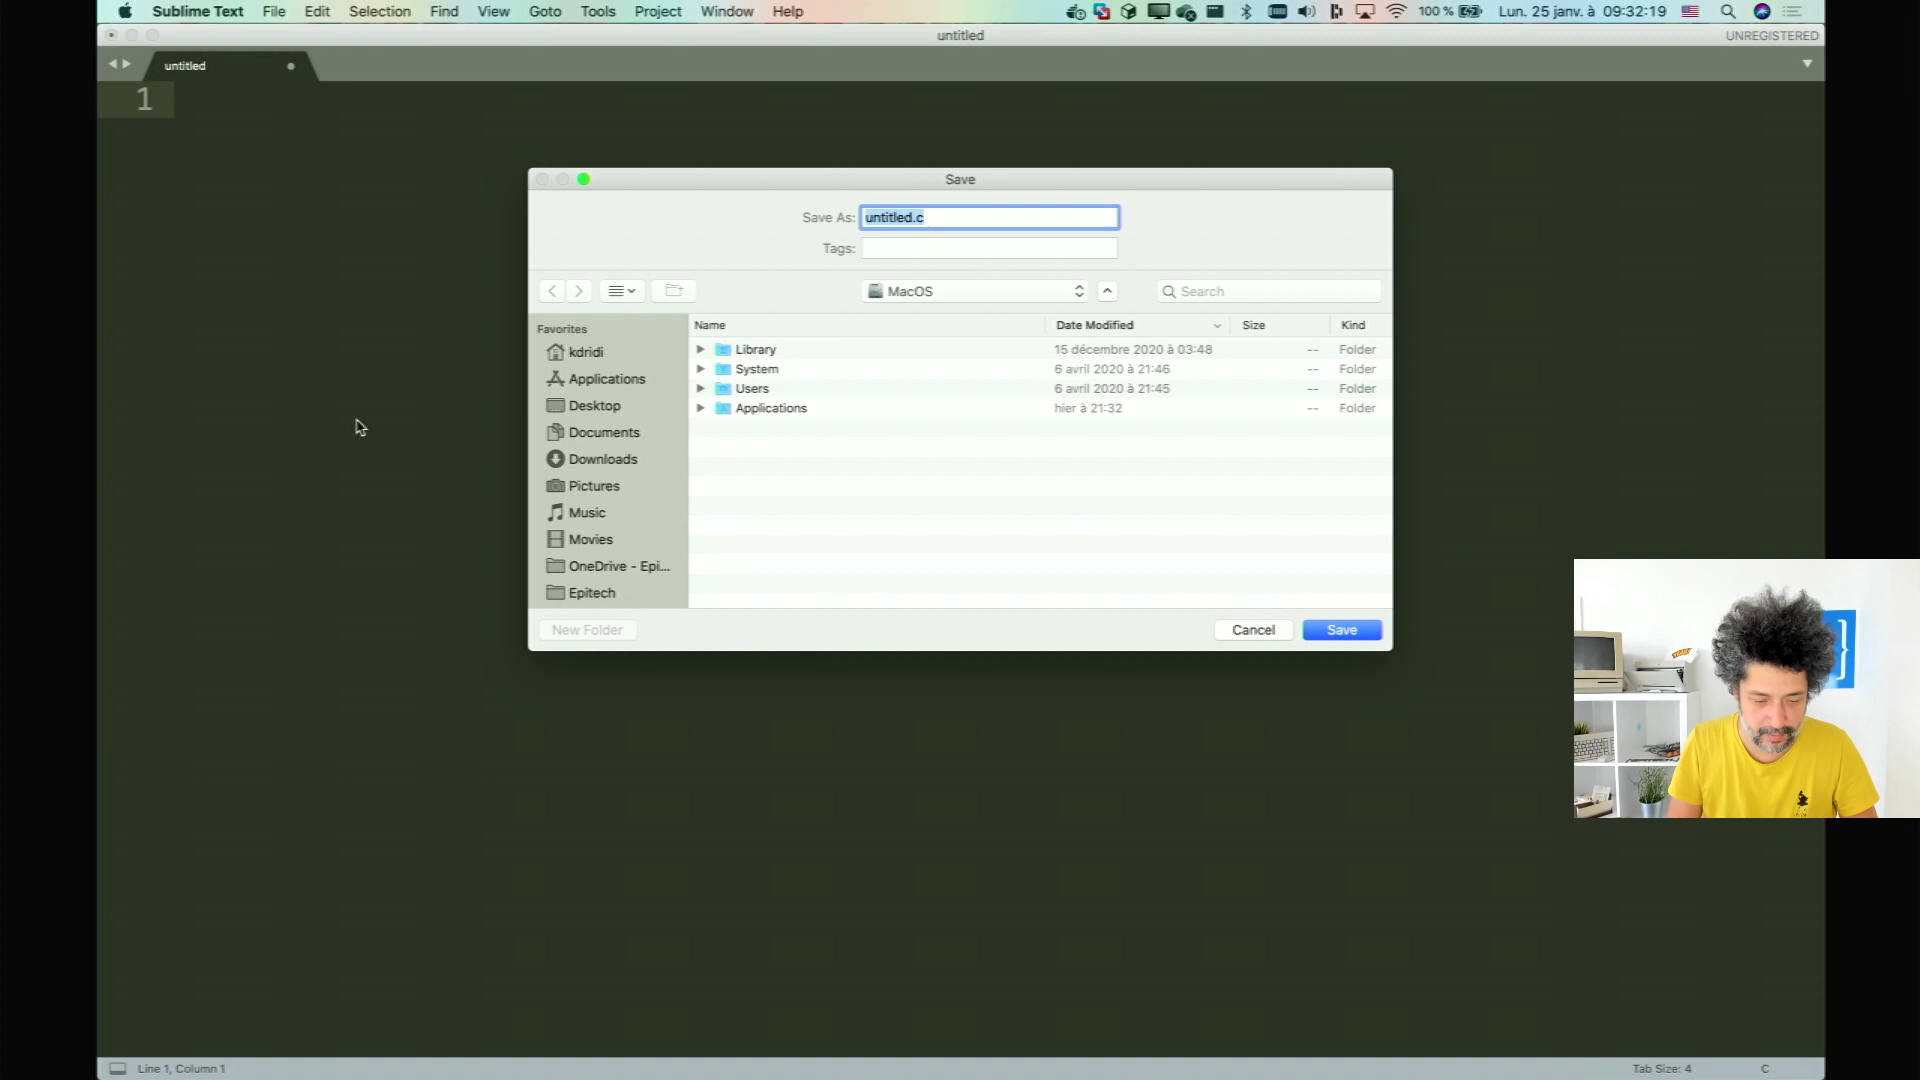 Sublime Text File Edit Selection Find View Goto Tools Project Window Help 100 % Lun. 25 janv. à 09:32:19
untitled UNREGISTERED
untitled
1
Save
Save As: untitled.c
Tags:
MacOS Search
Favorites
kdridi
Applications
Desktop
Documents
Downloads
Pictures
Music
Movies
OneDrive - Epi...
Epitech
Name Date Modified Size Kind
Library 15 décembre 2020 à 03:48 -- Folder
System 6 avril 2020 à 21:46 -- Folder
Users 6 avril 2020 à 21:45 -- Folder
Applications hier à 21:32 -- Folder
New Folder Cancel Save
}
Line 1, Column 1 Tab Size: 4 C